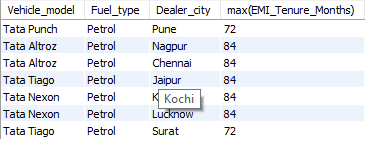 Vehicle_model Fuel_type Dealer_city max(EMI_Tenure_Months)
Tata Punch Petrol Pune 72
Tata Altroz Petrol Nagpur 84
Tata Altroz Petrol Chennai 84
Tata Tiago Petrol Jaipur 84
Tata Nexon Petrol Kochi 84
Tata Nexon Petrol Lucknow 84
Tata Tiago Petrol Surat 72